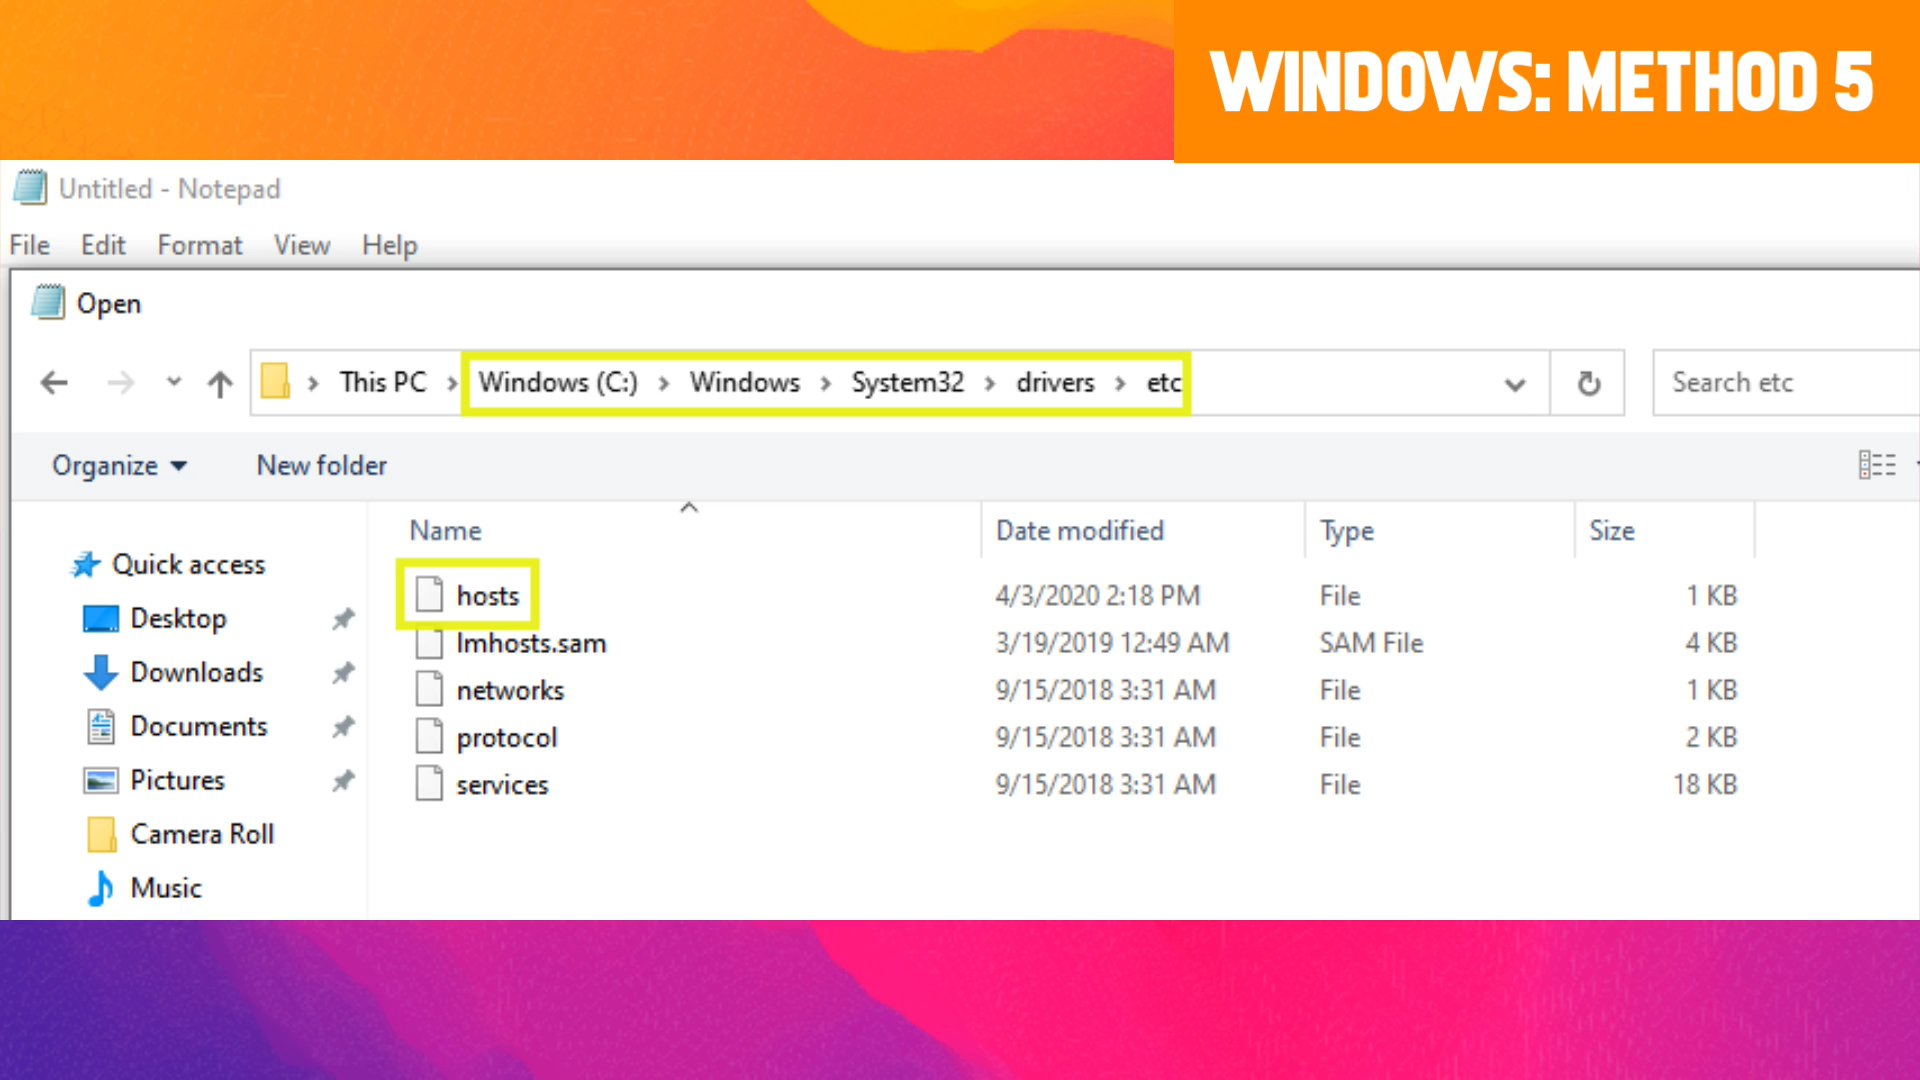 WINDOWS: METHOD 5
Untitled - Notepad
File Edit Format View Help
Open
This PC Windows (C:) Windows System32 drivers etc Search etc
Organize New folder
Name Date modified Type Size
Quick access
Desktop
Downloads
Documents
Pictures
Camera Roll
Music
hosts 4/3/2020 2:18 PM File 1 KB
lmhosts.sam 3/19/2019 12:49 AM SAM File 4 KB
networks 9/15/2018 3:31 AM File 1 KB
protocol 9/15/2018 3:31 AM File 2 KB
services 9/15/2018 3:31 AM File 18 KB